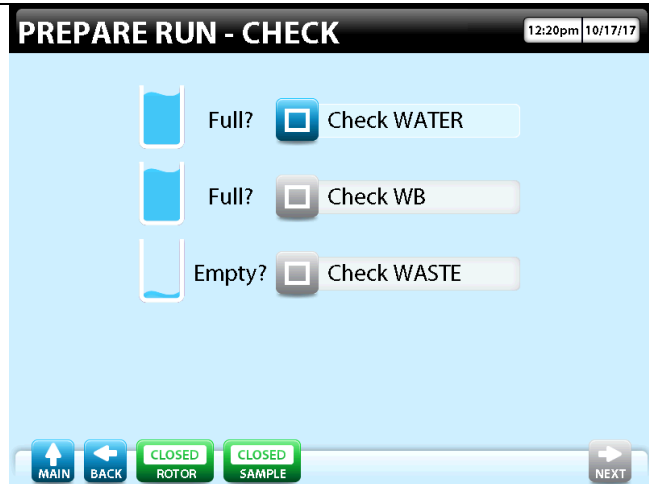 PREPARE RUN - CHECK
12:20pm 10/17/17
Full? Check WATER
Full? Check WB
Empty? Check WASTE
CLOSED CLOSED
MAIN BACK ROTOR SAMPLE NEXT